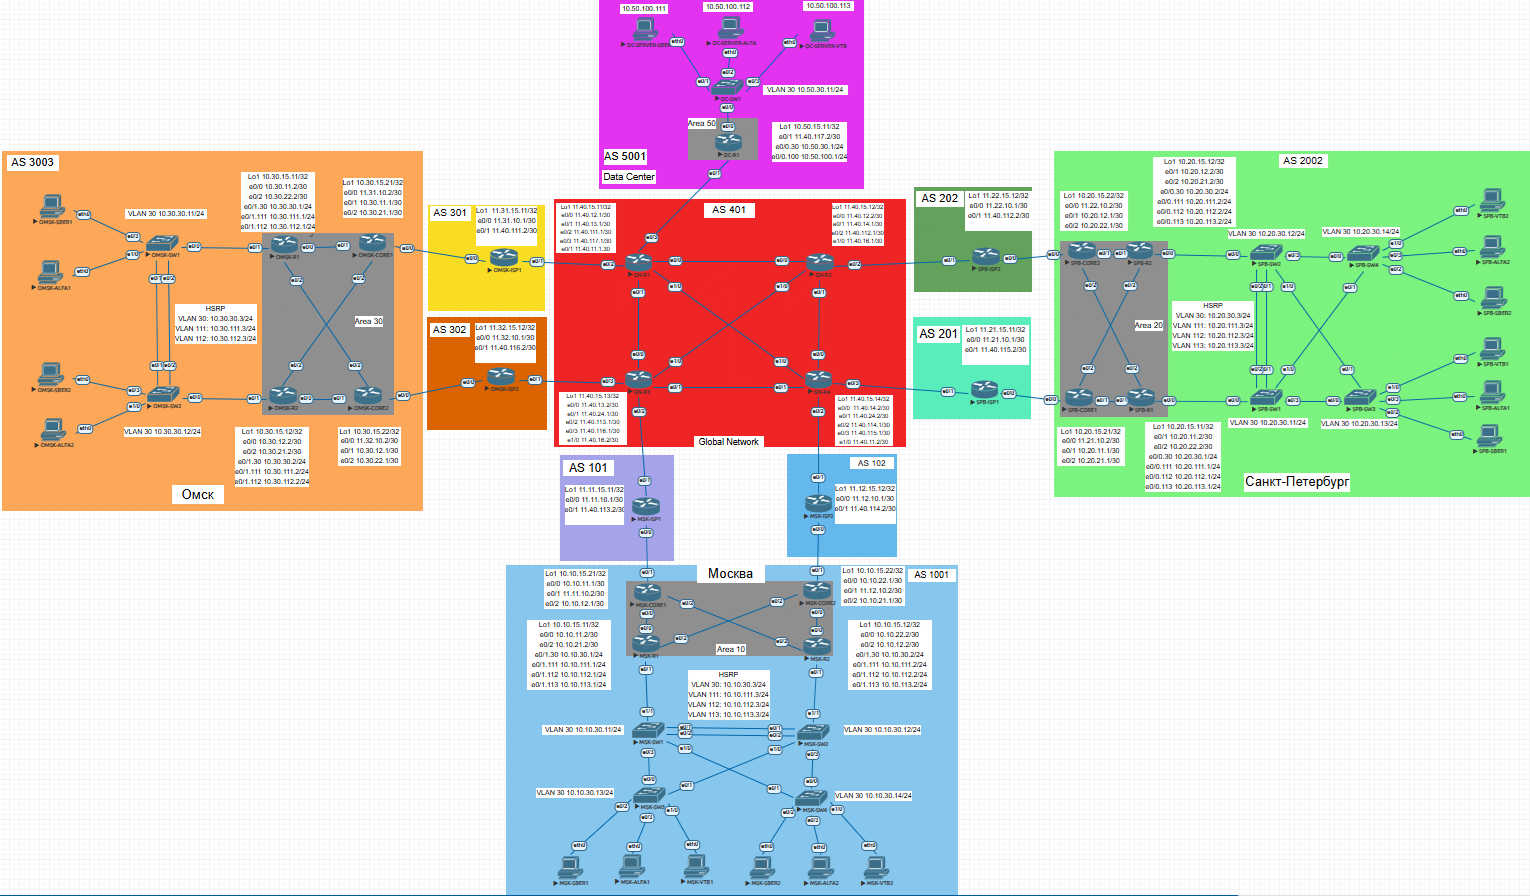 10.50.100.111
10.50.100.112
10.50.100.113
DC-SERVER-SBER
DC-SERVER-ALFA
DC-SERVER-VTB
DC-SW1
VLAN 30 10.50.30.11/24
Area 50
DC-R1
Lo1 10.50.15.11/32
e0/1 11.40.117.2/30
e0/0.30 10.50.30.1/24
e0/0.100 10.50.100.1/24
AS 5001
Data Center
AS 3003
OMSK-SBER1
OMSK-ALFA1
VLAN 30 10.30.30.11/24
OMSK-SW1
Lo1 10.30.15.11/32
e0/0 10.30.11.2/30
e0/2 10.30.22.2/30
e0/1.30 10.30.30.1/24
e0/1.111 10.30.111.1/24
e0/1.112 10.30.112.1/24
Lo1 10.30.15.21/32
e0/0 11.31.10.2/30
e0/1 10.30.11.1/30
e0/2 10.30.21.1/30
OMSK-R1
OMSK-CORE1
HSRP
VLAN 30: 10.30.30.3/24
VLAN 111: 10.30.111.3/24
VLAN 112: 10.30.112.3/24
Area 30
OMSK-SBER2
OMSK-ALFA2
OMSK-SW2
VLAN 30 10.30.30.12/24
OMSK-R2
OMSK-CORE2
Lo1 10.30.15.12/32
e0/0 10.30.12.2/30
e0/2 10.30.21.2/30
e0/1.30 10.30.30.2/24
e0/1.111 10.30.111.2/24
e0/1.112 10.30.112.2/24
Lo1 10.30.15.22/32
e0/0 11.32.10.2/30
e0/1 10.30.12.1/30
e0/2 10.30.22.1/30
Омск
AS 301
Lo1 11.31.15.11/32
e0/0 11.31.10.1/30
e0/1 11.40.111.2/30
OMSK-ISP1
AS 302
Lo1 11.32.15.12/32
e0/0 11.32.10.1/30
e0/1 11.40.116.2/30
OMSK-ISP2
AS 401
Lo1 11.40.15.11/32
e0/0 11.40.12.1/30
e0/1 11.40.13.1/30
e0/2 11.40.111.1/30
e0/3 11.40.117.1/30
e0/1 11.40.11.1.30
Lo1 11.40.15.12/32
e0/0 11.40.12.2/30
e0/1 11.40.14.1/30
e0/2 11.40.112.1/30
e1/0 11.40.16.1/30
GN-R1
GN-R2
GN-R3
Lo1 11.40.15.13/32
e0/0 11.40.13.2/30
e0/1 11.40.24.1/30
e0/2 11.40.113.1/30
e0/3 11.40.116.1/30
e1/0 11.40.16.2/30
Lo1 11.40.15.14/32
e0/0 11.40.14.2/30
e0/1 11.40.24.2/30
e0/2 11.40.114.1/30
e0/3 11.40.115.1/30
e1/0 11.40.11.2/30
Global Network
AS 202
Lo1 11.22.15.12/32
e0/0 11.22.10.1/30
e0/1 11.40.112.2/30
SPB-ISP2
AS 201
Lo1 11.21.15.11/32
e0/0 11.21.10.1/30
e0/1 11.40.115.2/30
SPB-ISP1
AS 2002
Lo1 10.20.15.22/32
e0/0 11.22.10.2/30
e0/1 10.20.12.1/30
e0/2 10.20.22.1/30
Lo1 10.20.15.12/32
e0/1 10.20.12.2/30
e0/2 10.20.21.2/30
e0/0.30 10.20.30.2/24
e0/0.111 10.20.111.2/24
e0/0.112 10.20.112.2/24
e0/0.113 10.20.113.2/24
SPB-CORE2
SPB-R2
VLAN 30 10.20.30.12/24
SPB-SW2
VLAN 30 10.20.30.14/24
SPB-SW4
SPB-VTB2
SPB-ALFA2
SPB-SBER2
HSRP
VLAN 30: 10.20.30.3/24
VLAN 111: 10.20.111.3/24
VLAN 112: 10.20.112.3/24
VLAN 113: 10.20.113.3/24
Area 20
SPB-CORE1
SPB-R1
SPB-SW1
VLAN 30 10.20.30.11/24
SPB-SW3
VLAN 30 10.20.30.13/24
SPB-VTB1
SPB-ALFA1
SPB-SBER1
Lo1 10.20.15.21/32
e0/0 11.21.10.2/30
e0/1 10.20.11.1/30
e0/2 10.20.21.1/30
Lo1 10.20.15.11/32
e0/1 10.20.11.2/30
e0/2 10.20.22.2/30
e0/0.30 10.20.30.1/24
e0/0.111 10.20.111.1/24
e0/0.112 10.20.112.1/24
e0/0.113 10.20.113.1/24
Санкт-Петербург
AS 101
Lo1 11.11.15.11/32
e0/0 11.11.10.1/30
e0/1 11.40.113.2/30
MSK-ISP1
AS 102
Lo1 11.12.15.12/32
e0/0 11.12.10.1/30
e0/1 11.40.114.2/30
MSK-ISP2
Москва
AS 1001
Lo1 10.10.15.21/32
e0/0 10.10.11.1/30
e0/1 11.11.10.2/30
e0/2 10.10.12.1/30
MSK-CORE1
MSK-CORE2
Lo1 10.10.15.22/32
e0/0 10.10.22.1/30
e0/1 11.12.10.2/30
e0/2 10.10.21.1/30
Lo1 10.10.15.11/32
e0/0 10.10.11.2/30
e0/2 10.10.21.2/30
e0/1.30 10.10.30.1/24
e0/1.111 10.10.111.1/24
e0/1.112 10.10.112.1/24
e0/1.113 10.10.113.1/24
MSK-R1
Area 10
MSK-R2
Lo1 10.10.15.12/32
e0/0 10.10.22.2/30
e0/2 10.10.12.2/30
e0/1.30 10.10.30.2/24
e0/1.111 10.10.111.2/24
e0/1.112 10.10.112.2/24
e0/1.113 10.10.113.2/24
HSRP
VLAN 30: 10.10.30.3/24
VLAN 111: 10.10.111.3/24
VLAN 112: 10.10.112.3/24
VLAN 113: 10.10.113.3/24
VLAN 30 10.10.30.11/24
MSK-SW1
MSK-SW2
VLAN 30 10.10.30.12/24
VLAN 30 10.10.30.13/24
MSK-SW3
MSK-SW4
VLAN 30 10.10.30.14/24
MSK-SBER1
MSK-ALFA1
MSK-VTB1
MSK-SBER2
MSK-ALFA2
MSK-VTB2